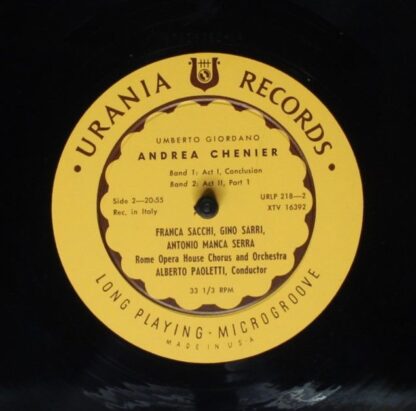 URANIA RECORDS.
UMBERTO GIORDANO
ANDREA CHENIER
Band 1: Act I, Conclusion
Band 2: Act II, Part 1
Side 2—20:55
Rec. in Italy
URLP 218—2
XTV 16392
FRANCA SACCHI, GINO SARRI,
ANTONIO MANCA SERRA
Rome Opera House Chorus and Orchestra
ALBERTO PAOLETTI, Conductor
33 1/3 RPM
LONG PLAYING - MICROGROOVE
MADE IN U·S·A